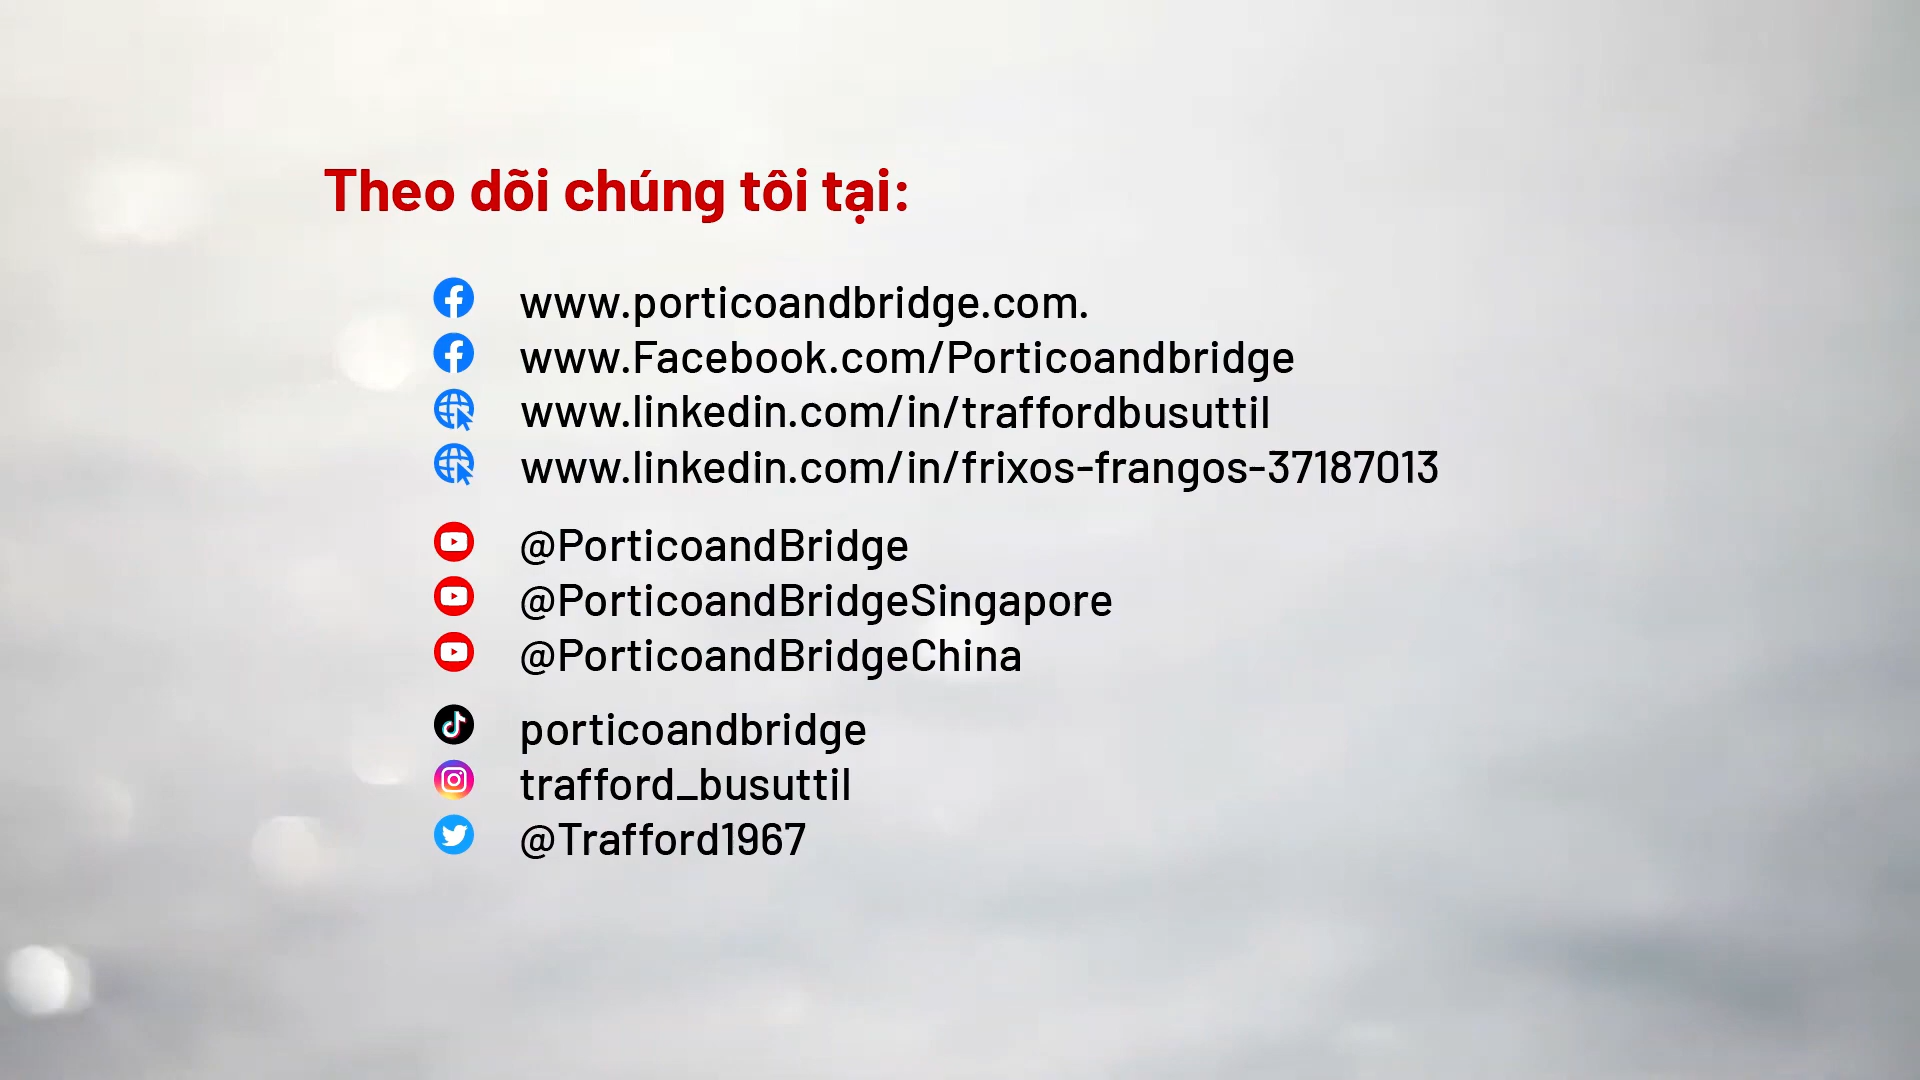 Theo dõi chúng tôi tại:
www.porticoandbridge.com.
www.Facebook.com/Porticoandbridge
www.linkedin.com/in/traffordbusuttil
www.linkedin.com/in/frixos-frangos-37187013
@PorticoandBridge
@PorticoandBridgeSingapore
@PorticoandBridgeChina
porticoandbridge
trafford_busuttil
@Trafford1967